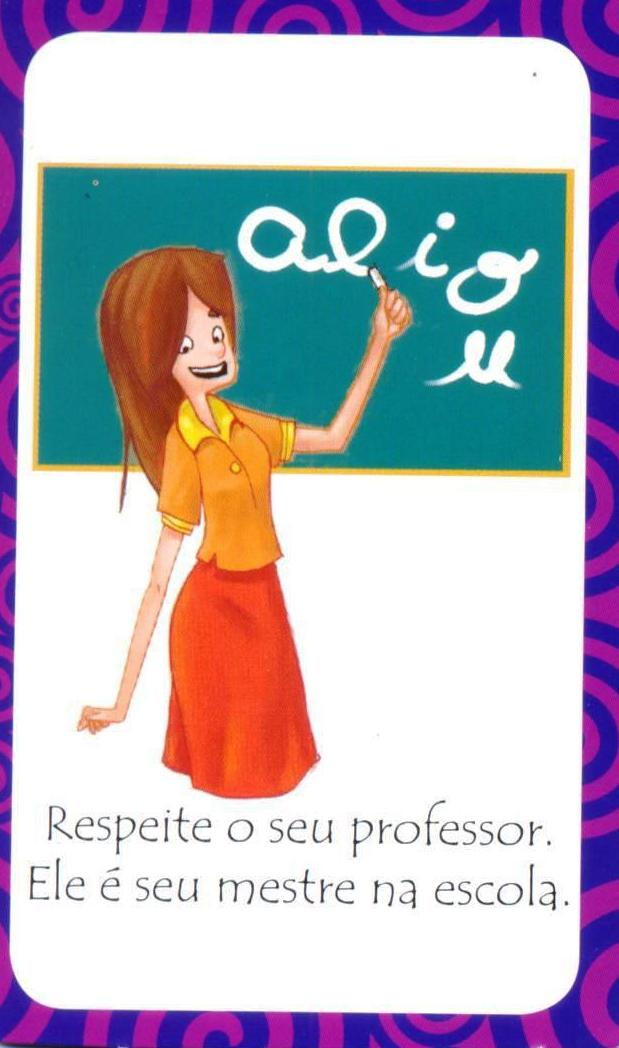 a e i o
u
Respeite o seu professor.
Ele é seu mestre na escola.